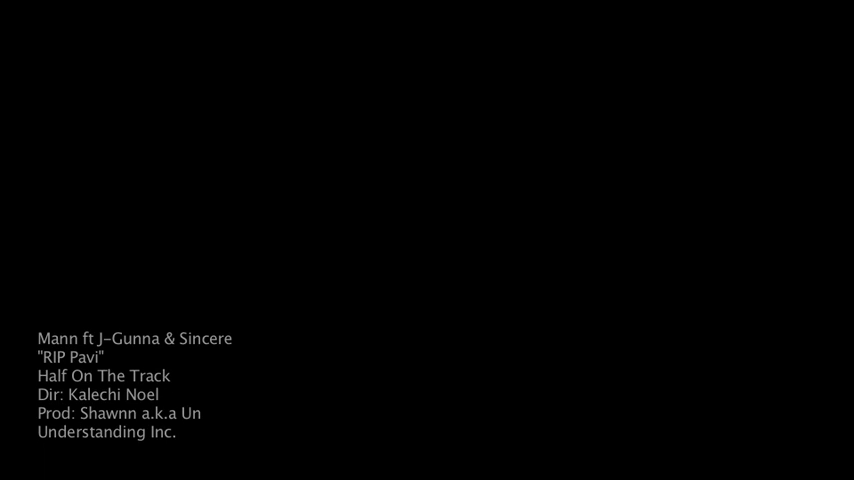 Mann ft J-Gunna & Sincere
"RIP Pavi"
Half On The Track
Dir: Kalechi Noel
Prod: Shawnn a.k.a Un
Understanding Inc.